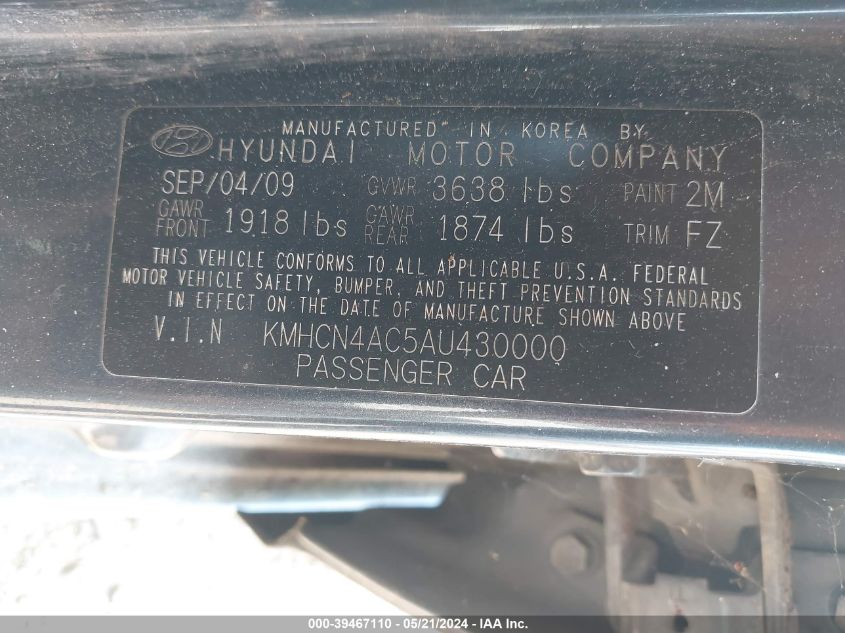 MANUFACTURED IN KOREA BY
HYUNDAI MOTOR COMPANY
SEP/04/09 GVWR 3638 lbs PAINT 2M
GAWR FRONT 1918 lbs GAWR REAR 1874 lbs TRIM FZ
THIS VEHICLE CONFORMS TO ALL APPLICABLE U.S.A. FEDERAL
MOTOR VEHICLE SAFETY, BUMPER, AND THEFT PREVENTION STANDARDS
IN EFFECT ON THE DATE OF MANUFACTURE SHOWN ABOVE
V.I.N KMHCN4AC5AU430000
PASSENGER CAR
000-39467110 - 05/21/2024 - IAA Inc.